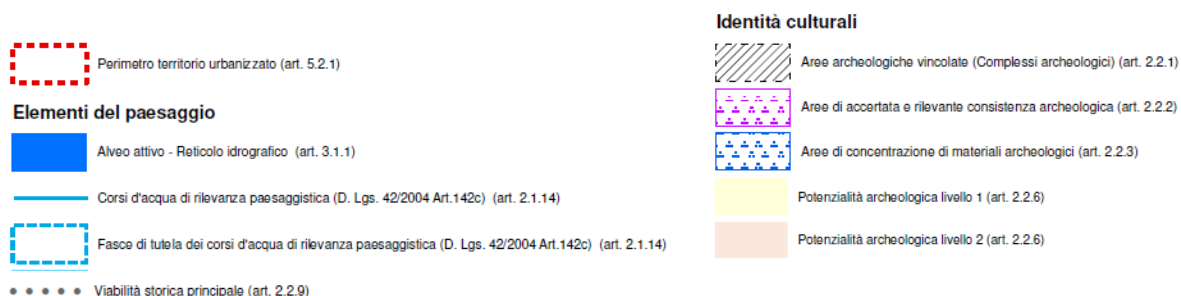 Perimetro territorio urbanizzato (art. 5.2.1)
Elementi del paesaggio
Alveo attivo - Reticolo idrografico (art. 3.1.1)
Corsi d'acqua di rilevanza paesaggistica (D. Lgs. 42/2004 Art.142c) (art. 2.1.14)
Fasce di tutela dei corsi d'acqua di rilevanza paesaggistica (D. Lgs. 42/2004 Art.142c) (art. 2.1.14)
Viabilità storica principale (art. 2.2.9)
Identità culturali
Aree archeologiche vincolate (Complessi archeologici) (art. 2.2.1)
Aree di accertata e rilevante consistenza archeologica (art. 2.2.2)
Aree di concentrazione di materiali archeologici (art. 2.2.3)
Potenzialità archeologica livello 1 (art. 2.2.6)
Potenzialità archeologica livello 2 (art. 2.2.6)